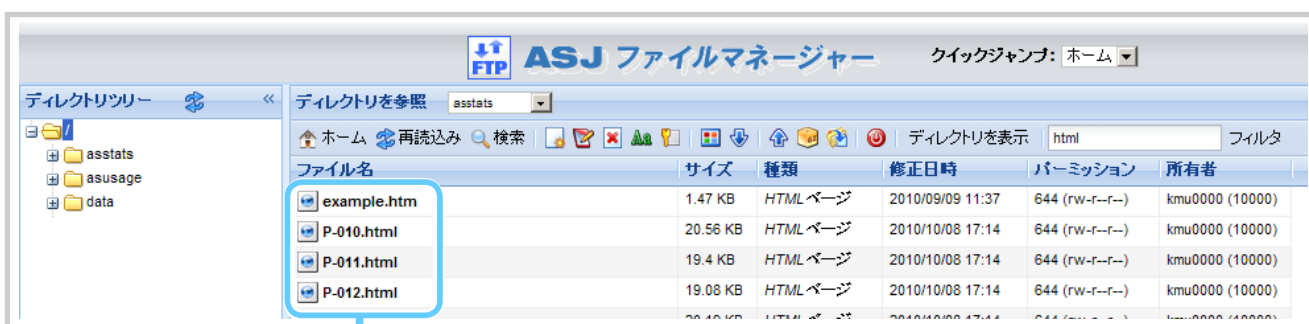 FTP ASJ ファイルマネージャー クイックジャンプ: ホーム
ディレクトリツリー « ディレクトリを参照 asstats
/ ホーム 再読込み 検索 Aa ディレクトリを表示 html フィルタ
asstats
asusage
data
ファイル名 サイズ 種類 修正日時 パーミッション 所有者
example.htm 1.47 KB HTMLページ 2010/09/09 11:37 644 (rw-r--r--) kmu0000 (10000)
P-010.html 20.56 KB HTMLページ 2010/10/08 17:14 644 (rw-r--r--) kmu0000 (10000)
P-011.html 19.4 KB HTMLページ 2010/10/08 17:14 644 (rw-r--r--) kmu0000 (10000)
P-012.html 19.08 KB HTMLページ 2010/10/08 17:14 644 (rw-r--r--) kmu0000 (10000)